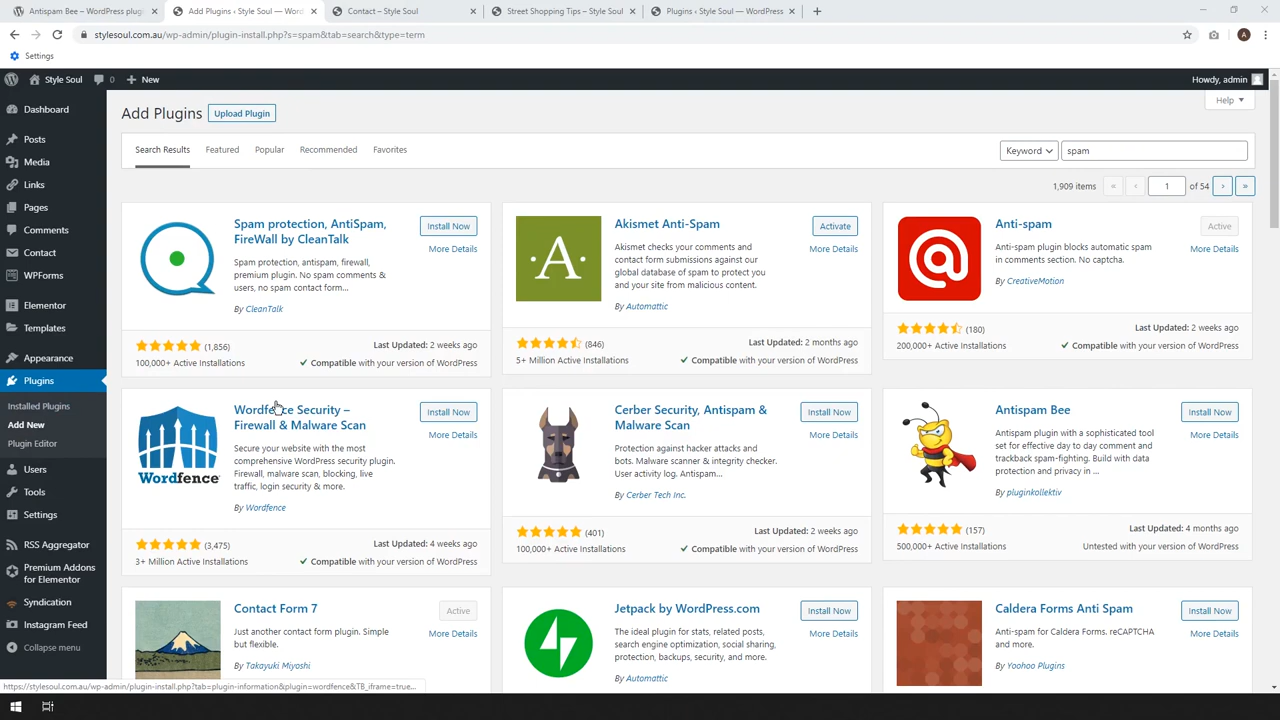 Antispam Bee – WordPress plugi
Add Plugins ‹ Style Soul — Word
Contact – Style Soul
Street Shopping Tips – Style Soul
Plugins ‹ Style Soul — WordPress
stylesoul.com.au/wp-admin/plugin-install.php?s=spam&tab=search&type=term
A
Settings
Style Soul
0
New
Howdy, admin
Dashboard
Posts
Media
Links
Pages
Comments
Contact
WPForms
Elementor
Templates
Appearance
Plugins
Installed Plugins
Add New
Plugin Editor
Users
Tools
Settings
RSS Aggregator
Premium Addons
for Elementor
Syndication
Instagram Feed
Collapse menu
Add Plugins
Upload Plugin
Help
Search Results
Featured
Popular
Recommended
Favorites
Keyword
spam
1,909 items
«
‹
1
of 54
›
»
Spam protection, AntiSpam,
FireWall by CleanTalk
Install Now
More Details
Spam protection, antispam, firewall,
premium plugin. No spam comments &
users, no spam contact form...
By CleanTalk
(1,856)
Last Updated: 2 weeks ago
100,000+ Active Installations
Compatible with your version of WordPress
A
Akismet Anti-Spam
Activate
More Details
Akismet checks your comments and
contact form submissions against our
global database of spam to protect you
and your site from malicious content.
By Automattic
(846)
Last Updated: 2 months ago
5+ Million Active Installations
Compatible with your version of WordPress
@
Anti-spam
Active
More Details
Anti-spam plugin blocks automatic spam
in comments section. No captcha.
By CreativeMotion
(180)
Last Updated: 2 weeks ago
200,000+ Active Installations
Compatible with your version of WordPress
Wordfence
Wordfence Security –
Firewall & Malware Scan
Install Now
More Details
Secure your website with the most
comprehensive WordPress security plugin.
Firewall, malware scan, blocking, live
traffic, login security & more.
By Wordfence
(3,475)
Last Updated: 4 weeks ago
3+ Million Active Installations
Compatible with your version of WordPress
Cerber Security, Antispam &
Malware Scan
Install Now
More Details
Protection against hacker attacks and
bots. Malware scanner & integrity checker.
User activity log. Antispam...
By Cerber Tech Inc.
(401)
Last Updated: 2 weeks ago
100,000+ Active Installations
Compatible with your version of WordPress
Antispam Bee
Install Now
More Details
Antispam plugin with a sophisticated tool
set for effective day to day comment and
trackback spam-fighting. Build with data
protection and privacy in ...
By pluginkollektiv
(157)
Last Updated: 4 months ago
500,000+ Active Installations
Untested with your version of WordPress
Contact Form 7
Active
More Details
Just another contact form plugin. Simple
but flexible.
By Takayuki Miyoshi
Jetpack by WordPress.com
Install Now
More Details
The ideal plugin for stats, related posts,
search engine optimization, social sharing,
protection, backups, security, and more.
By Automattic
Caldera Forms Anti Spam
Install Now
More Details
Anti-spam for Caldera Forms. reCAPTCHA
and more.
By Yoohoo Plugins
https://stylesoul.com.au/wp-admin/plugin-install.php?tab=plugin-information&plugin=wordfence&TB_iframe=true...